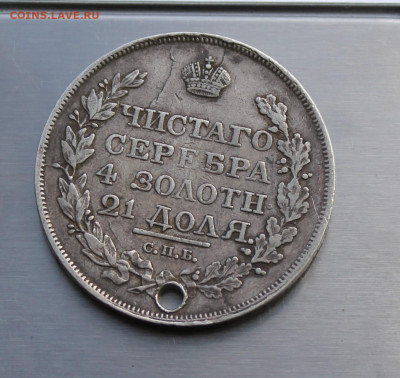 COINS.LAVE.RU
ЧИСТАГО
СЕРЕБРА
4 ЗОЛОТН
21 ДОЛЯ
С.П.Б.